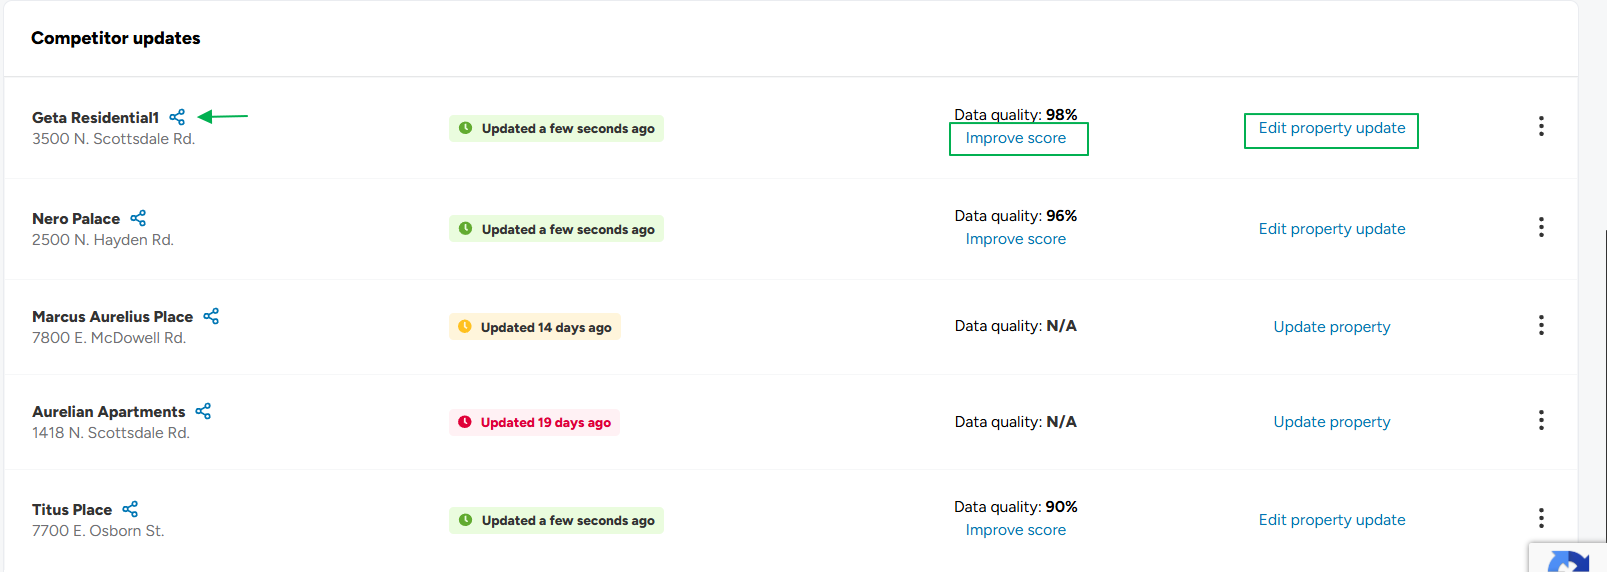 Competitor updates
Geta Residential1
3500 N. Scottsdale Rd.
Updated a few seconds ago
Data quality: 98%
Improve score
Edit property update
Nero Palace
2500 N. Hayden Rd.
Updated a few seconds ago
Data quality: 96%
Improve score
Edit property update
Marcus Aurelius Place
7800 E. McDowell Rd.
Updated 14 days ago
Data quality: N/A
Update property
Aurelian Apartments
1418 N. Scottsdale Rd.
Updated 19 days ago
Data quality: N/A
Update property
Titus Place
7700 E. Osborn St.
Updated a few seconds ago
Data quality: 90%
Improve score
Edit property update